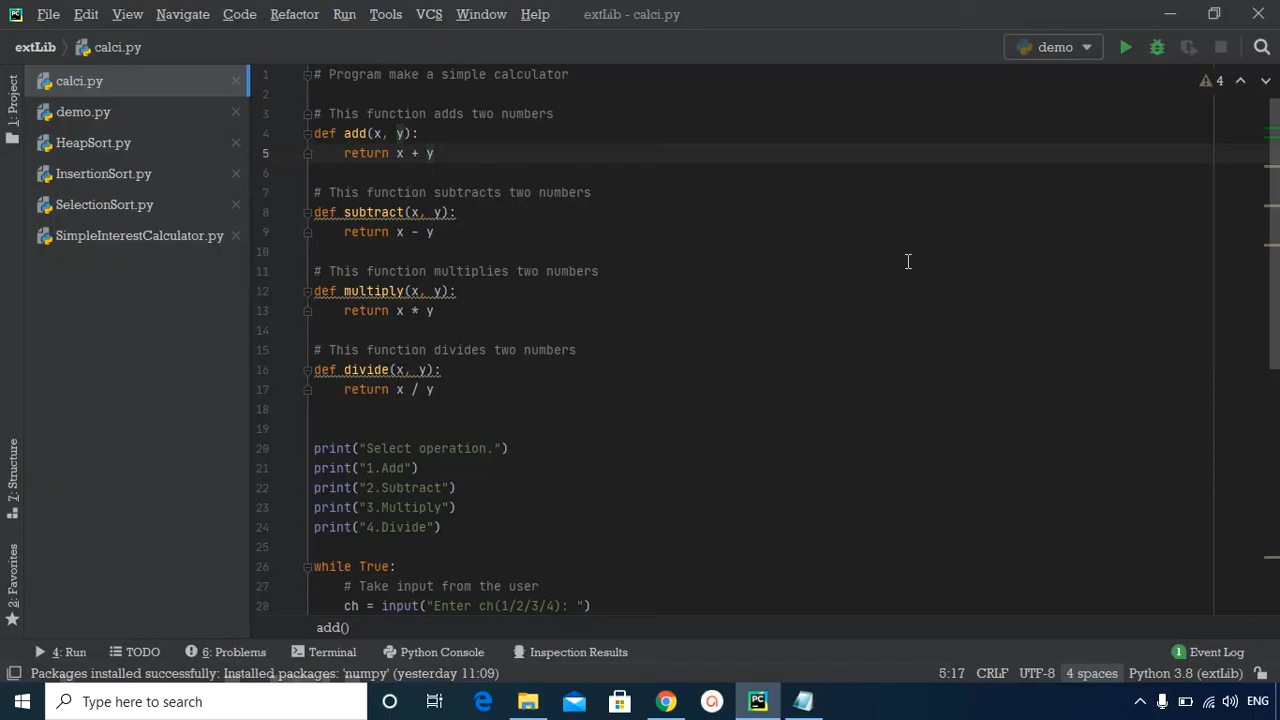 File Edit View Navigate Code Refactor Run Tools VCS Window Help extLib - calci.py
extLib calci.py demo
calci.py
demo.py
HeapSort.py
InsertionSort.py
SelectionSort.py
SimpleInterestCalculator.py
1: Project
7: Structure
2: Favorites
4
1 # Program make a simple calculator
2
3 # This function adds two numbers
4 def add(x, y):
5 return x + y
6
7 # This function subtracts two numbers
8 def subtract(x, y):
9 return x - y
10
11 # This function multiplies two numbers
12 def multiply(x, y):
13 return x * y
14
15 # This function divides two numbers
16 def divide(x, y):
17 return x / y
18
19
20 print("Select operation.")
21 print("1.Add")
22 print("2.Subtract")
23 print("3.Multiply")
24 print("4.Divide")
25
26 while True:
27 # Take input from the user
28 ch = input("Enter ch(1/2/3/4): ")
add()
4: Run TODO 6: Problems Terminal Python Console Inspection Results 1 Event Log
Packages installed successfully: Installed packages: 'numpy' (yesterday 11:09) 5:17 CRLF UTF-8 4 spaces Python 3.8 (extLib)
Type here to search ENG